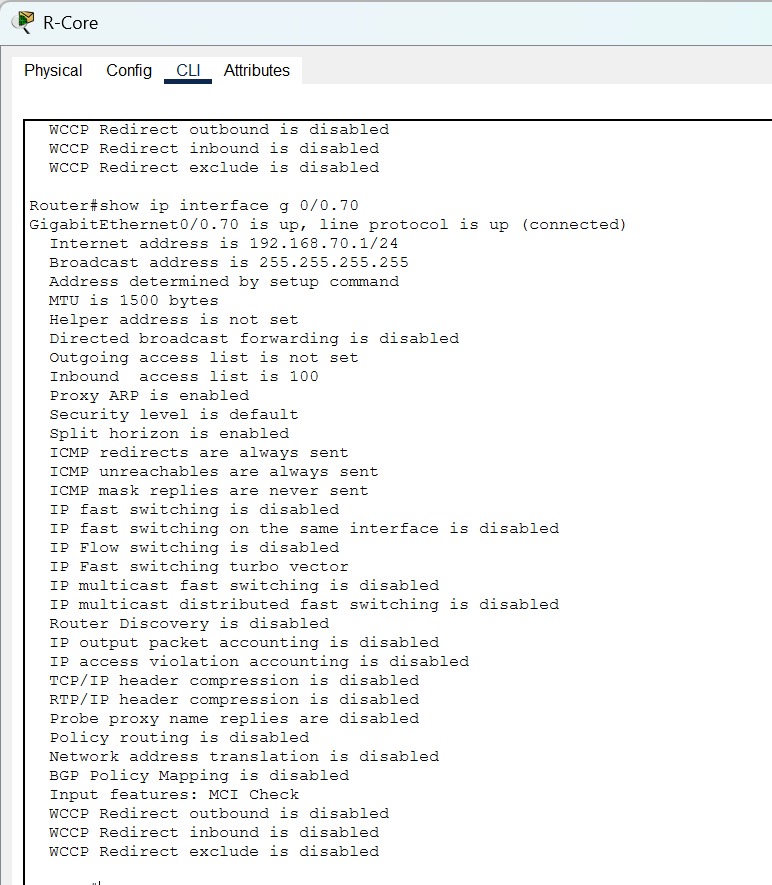 R-Core
Physical Config CLI Attributes
WCCP Redirect outbound is disabled
WCCP Redirect inbound is disabled
WCCP Redirect exclude is disabled
Router#show ip interface g 0/0.70
GigabitEthernet0/0.70 is up, line protocol is up (connected)
Internet address is 192.168.70.1/24
Broadcast address is 255.255.255.255
Address determined by setup command
MTU is 1500 bytes
Helper address is not set
Directed broadcast forwarding is disabled
Outgoing access list is not set
Inbound  access list is 100
Proxy ARP is enabled
Security level is default
Split horizon is enabled
ICMP redirects are always sent
ICMP unreachables are always sent
ICMP mask replies are never sent
IP fast switching is disabled
IP fast switching on the same interface is disabled
IP Flow switching is disabled
IP Fast switching turbo vector
IP multicast fast switching is disabled
IP multicast distributed fast switching is disabled
Router Discovery is disabled
IP output packet accounting is disabled
IP access violation accounting is disabled
TCP/IP header compression is disabled
RTP/IP header compression is disabled
Probe proxy name replies are disabled
Policy routing is disabled
Network address translation is disabled
BGP Policy Mapping is disabled
Input features: MCI Check
WCCP Redirect outbound is disabled
WCCP Redirect inbound is disabled
WCCP Redirect exclude is disabled